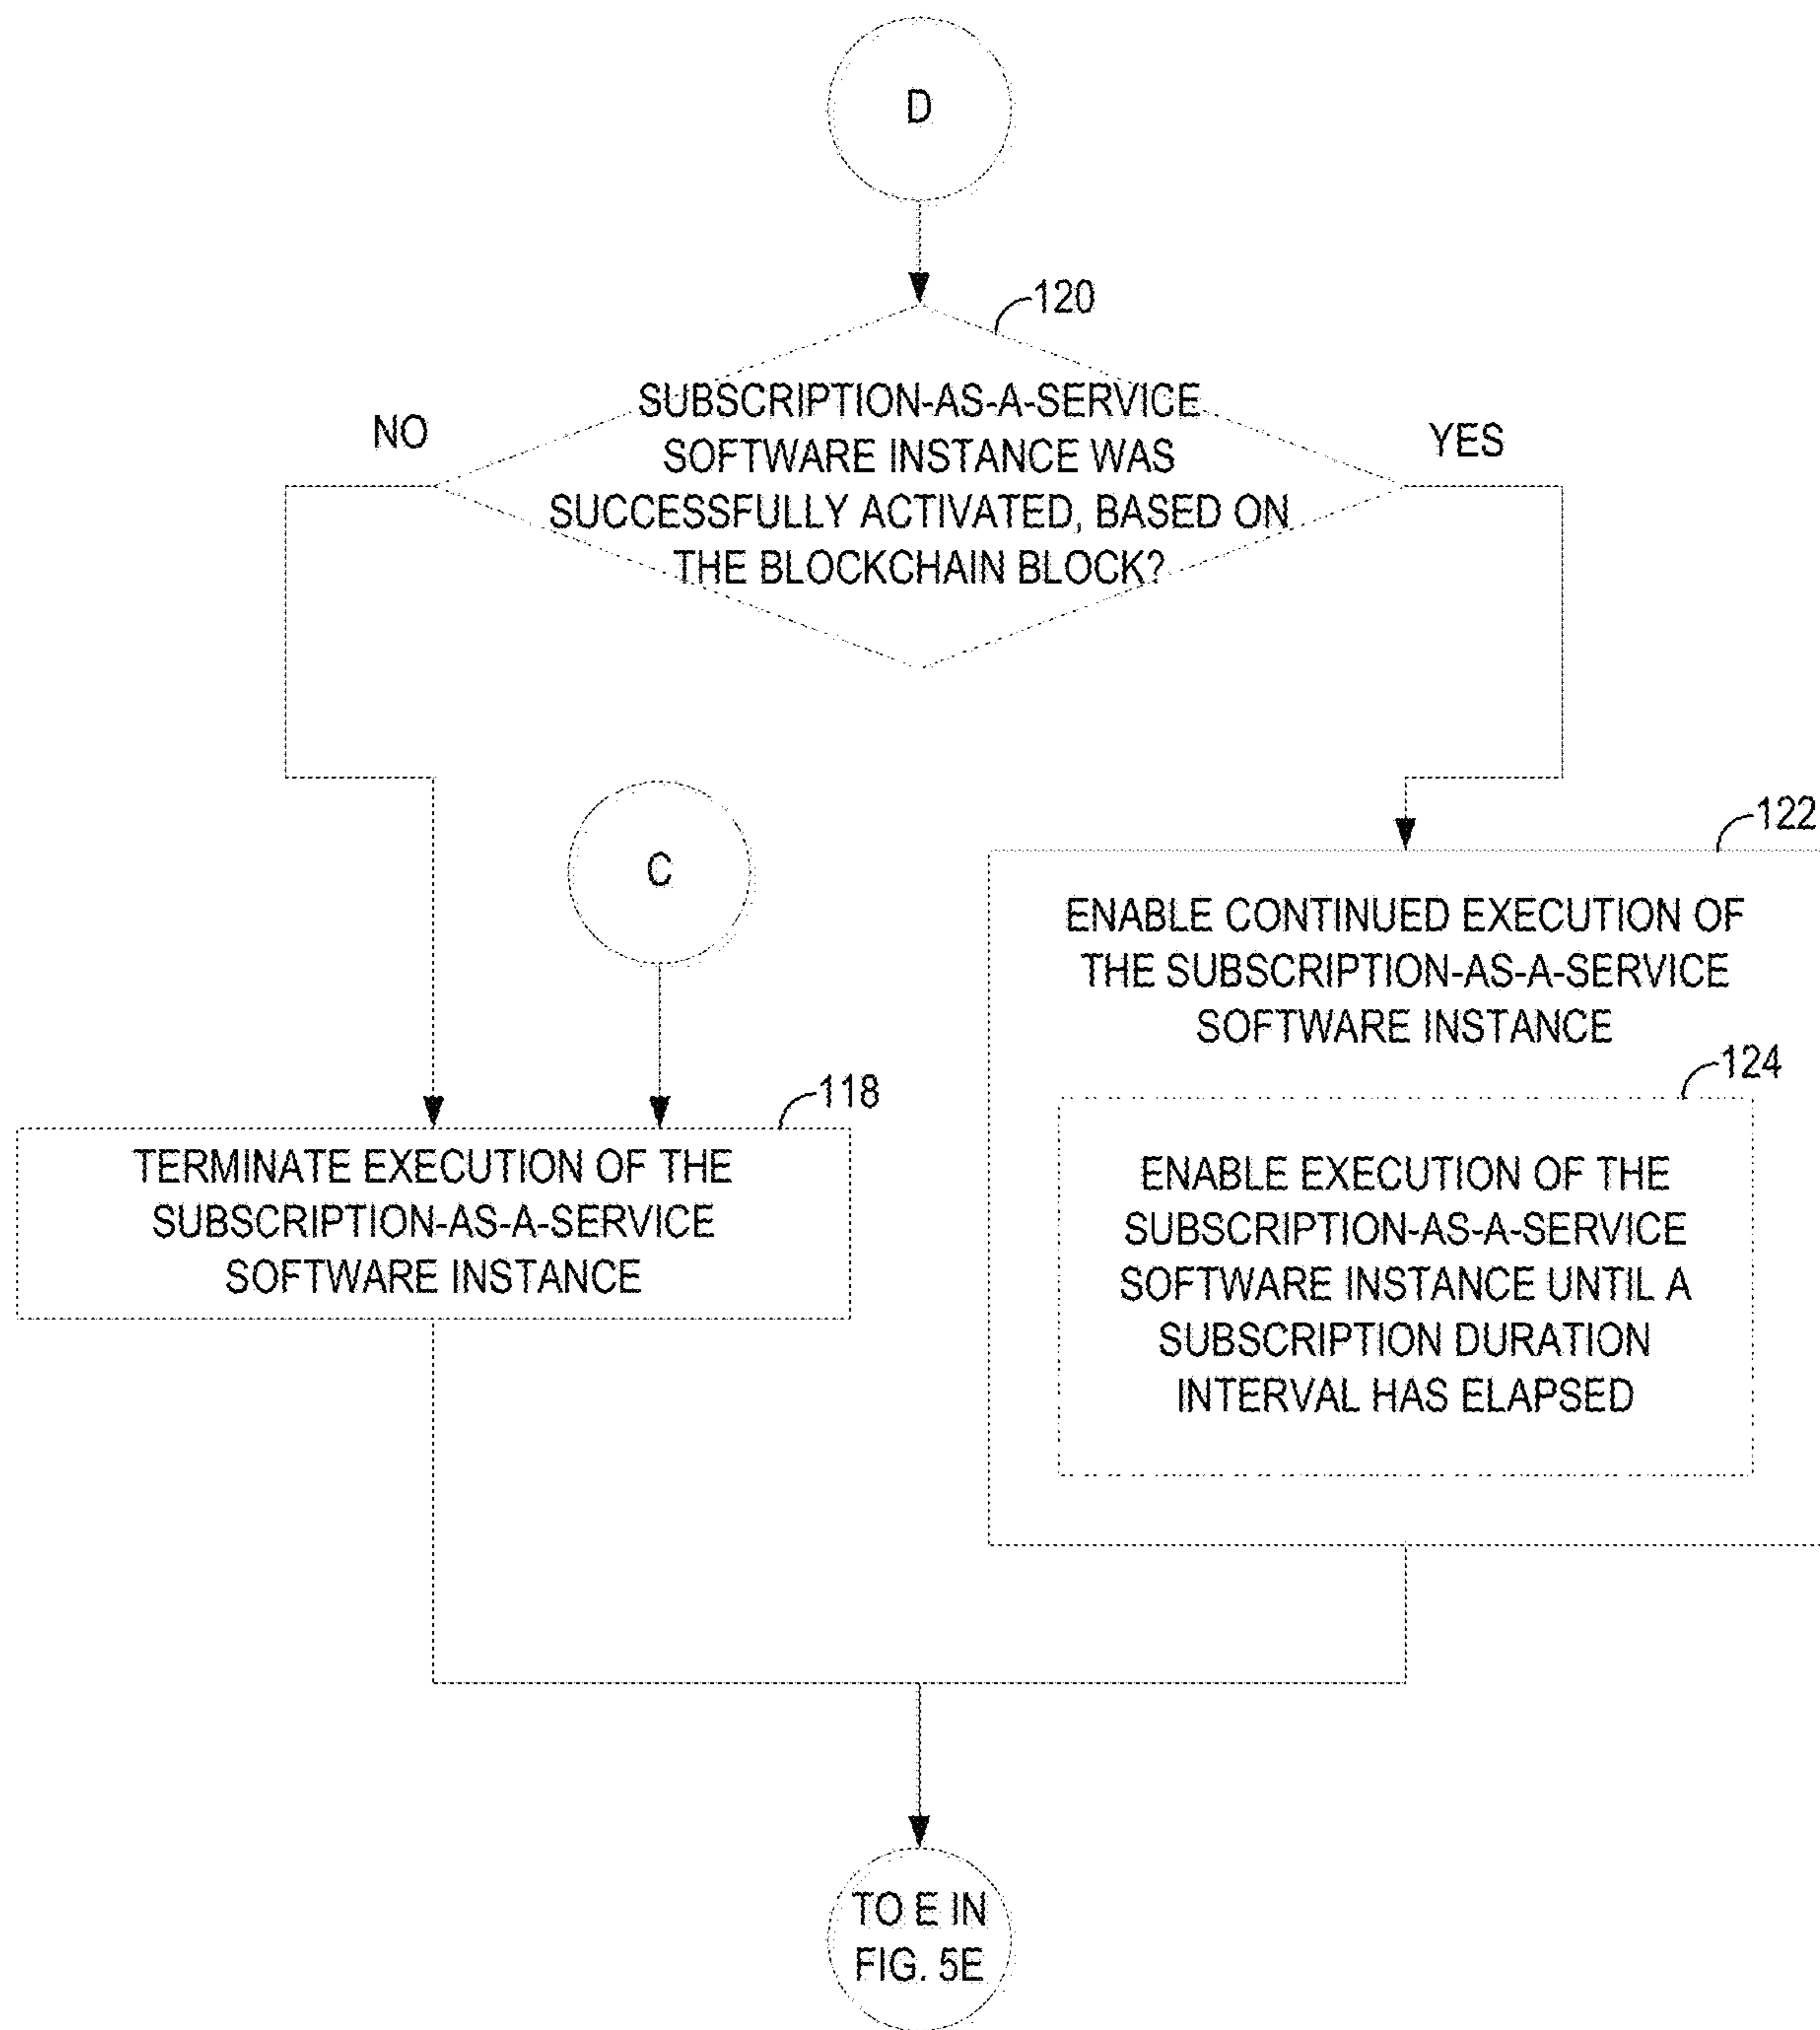 D
120
SUBSCRIPTION-AS-A-SERVICE
SOFTWARE INSTANCE WAS
SUCCESSFULLY ACTIVATED, BASED ON
THE BLOCKCHAIN BLOCK?
NO
YES
C
122
ENABLE CONTINUED EXECUTION OF
THE SUBSCRIPTION-AS-A-SERVICE
SOFTWARE INSTANCE
124
ENABLE EXECUTION OF THE
SUBSCRIPTION-AS-A-SERVICE
SOFTWARE INSTANCE UNTIL A
SUBSCRIPTION DURATION
INTERVAL HAS ELAPSED
118
TERMINATE EXECUTION OF THE
SUBSCRIPTION-AS-A-SERVICE
SOFTWARE INSTANCE
TO E IN
FIG. 5E